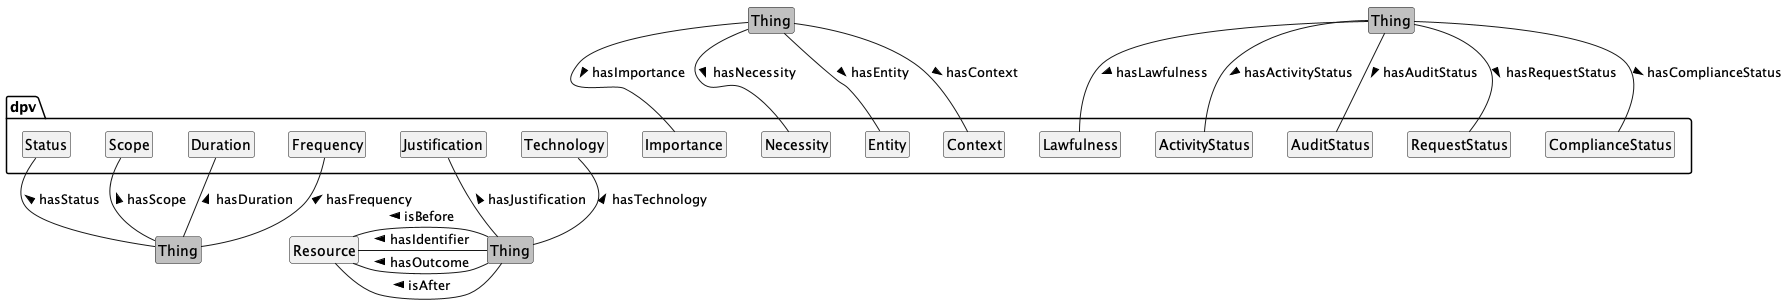 Thing
Thing
hasImportance
hasNecessity
hasEntity
hasContext
hasLawfulness
hasActivityStatus
hasAuditStatus
hasRequestStatus
hasComplianceStatus
dpv
Status
Scope
Duration
Frequency
Justification
Technology
Importance
Necessity
Entity
Context
Lawfulness
ActivityStatus
AuditStatus
RequestStatus
ComplianceStatus
hasStatus
hasScope
hasDuration
hasFrequency
hasJustification
hasTechnology
isBefore
hasIdentifier
Thing
Resource
Thing
hasOutcome
isAfter